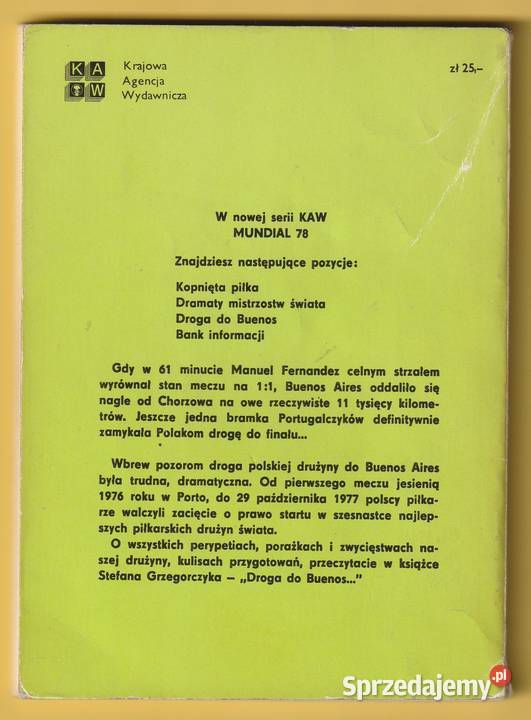 K A
W
Krajowa
Agencja
Wydawnicza
zł 25,–
W nowej serii KAW
MUNDIAL 78
Znajdziesz następujące pozycje:
Kopnięta piłka
Dramaty mistrzostw świata
Droga do Buenos
Bank informacji
Gdy w 61 minucie Manuel Fernandez celnym strzałem
wyrównał stan meczu na 1:1, Buenos Aires oddaliło się
nagle od Chorzowa na owe rzeczywiste 11 tysięcy kilome-
trów. Jeszcze jedna bramka Portugalczyków definitywnie
zamykała Polakom drogę do finału...
Wbrew pozorom droga polskiej drużyny do Buenos Aires
była trudna, dramatyczna. Od pierwszego meczu jesienią
1976 roku w Porto, do 29 października 1977 polscy piłka-
rze walczyli zacięcie o prawo startu w szesnastce najlep-
szych piłkarskich drużyn świata.
O wszystkich perypetiach, porażkach i zwycięstwach na-
szej drużyny, kulisach przygotowań, przeczytacie w książce
Stefana Grzegorczyka – „Droga do Buenos..."
Sprzedajemy.pl